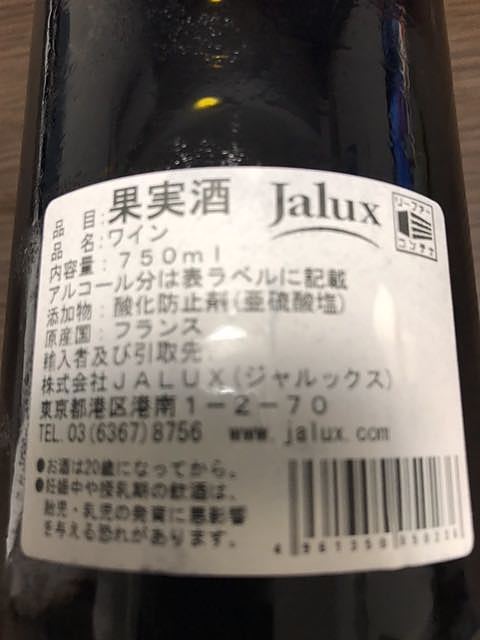 品目:果実酒 Jalux
リーファー
コンテナ
品名:ワイン
内容量:750ml
アルコール分は表ラベルに記載
添加物:酸化防止剤(亜硫酸塩)
原産国:フランス
輸入者及び引取先
株式会社JALUX(ジャルックス)
東京都港区港南1-2-70
TEL.03(6367)8756 www.jalux.com
●お酒は20歳になってから。
●妊娠中や授乳期の飲酒は、
胎児・乳児の発育に悪影響
を与える恐れがあります。